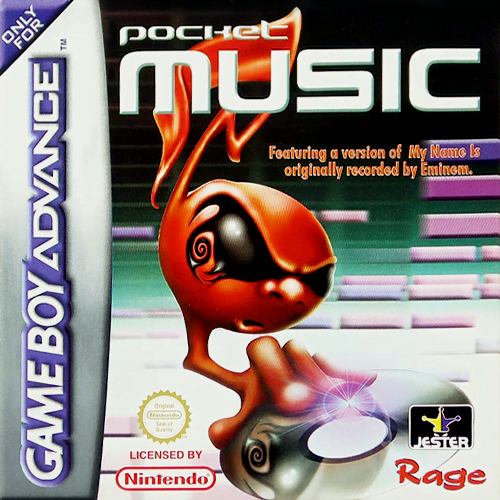 ONLY
FOR
GAME BOY ADVANCE
TM
pocket
music
Featuring a version of My Name Is
originally recorded by Eminem.
Original
Nintendo
Seal of
Quality
LICENSED BY
Nintendo
JESTER
Rage